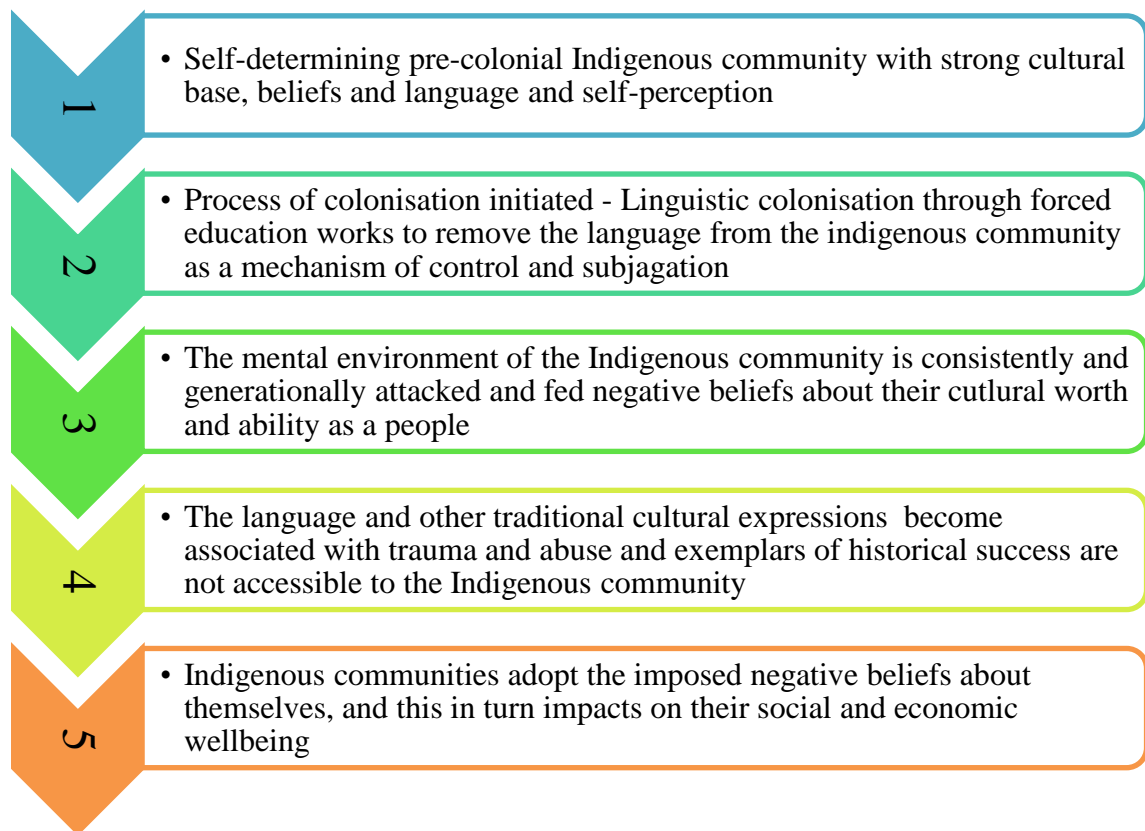 1
• Self-determining pre-colonial Indigenous community with strong cultural
base, beliefs and language and self-perception
2
• Process of colonisation initiated - Linguistic colonisation through forced
education works to remove the language from the indigenous community
as a mechanism of control and subjagation
3
• The mental environment of the Indigenous community is consistently and
generationally attacked and fed negative beliefs about their cutlural worth
and ability as a people
4
• The language and other traditional cultural expressions  become
associated with trauma and abuse and exemplars of historical success are
not accessible to the Indigenous community
5
• Indigenous communities adopt the imposed negative beliefs about
themselves, and this in turn impacts on their social and economic
wellbeing